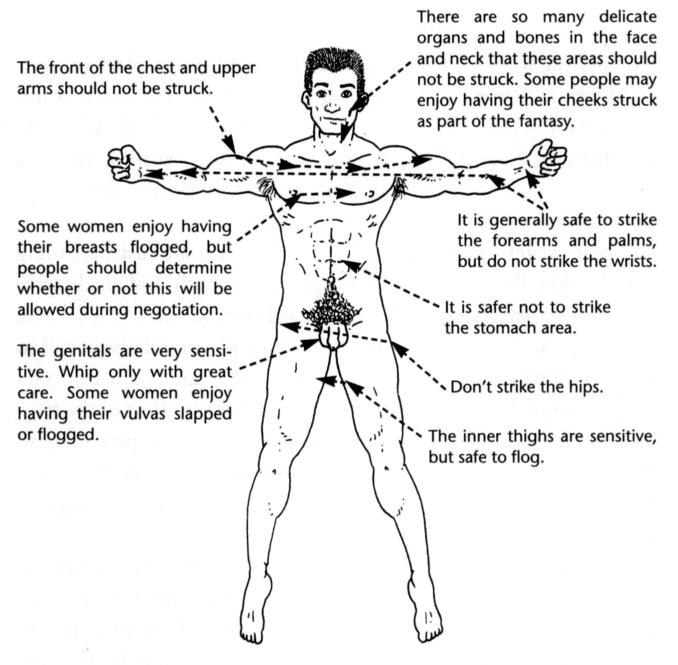 There are so many delicate
organs and bones in the face
and neck that these areas should
not be struck. Some people may
enjoy having their cheeks struck
as part of the fantasy.
The front of the chest and upper
arms should not be struck.
Some women enjoy having
their breasts flogged, but
people should determine
whether or not this will be
allowed during negotiation.
It is generally safe to strike
the forearms and palms,
but do not strike the wrists.
It is safer not to strike
the stomach area.
The genitals are very sensi-
tive. Whip only with great
care. Some women enjoy
having their vulvas slapped
or flogged.
Don't strike the hips.
The inner thighs are sensitive,
but safe to flog.